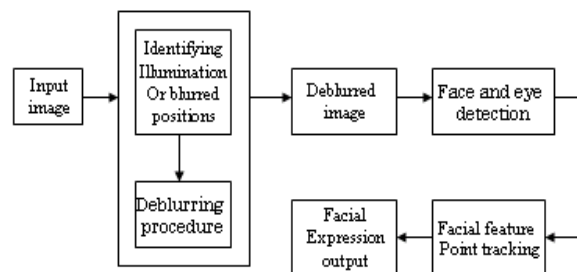 Input
image
Identifying
Illumination
Or blurred
positions
Deblurring
procedure
Deblurred
image
Face and eye
detection
Facial feature
Point tracking
Facial
Expression
output